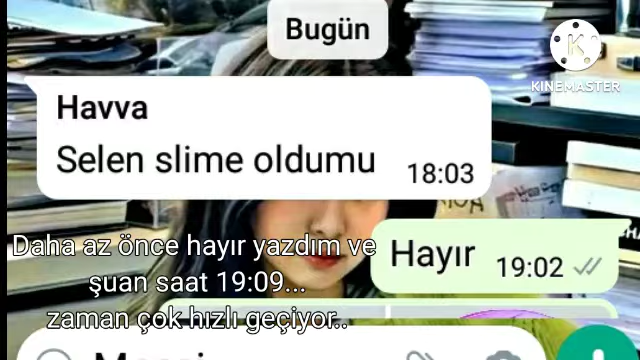 Bugün
KINEMASTER
Havva
Selen slime oldumu 18:03
Hayır 19:02
Daha az önce hayır yazdım ve
şuan saat 19:09...
zaman çok hızlı geçiyor..